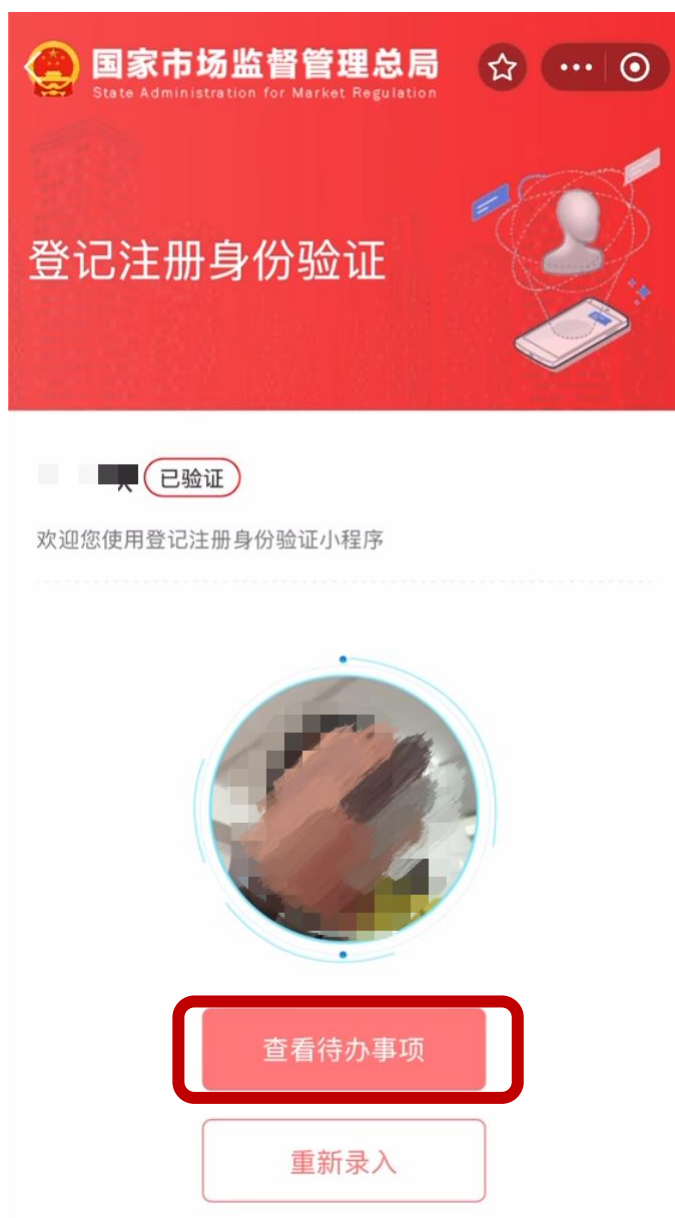 国家市场监督管理总局
State Administration for Market Regulation
登记注册身份验证
已验证
欢迎您使用登记注册身份验证小程序
查看待办事项
重新录入